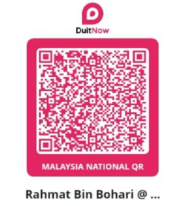 DuitNow
MALAYSIA NATIONAL QR
Rahmat Bin Bohari @ ...